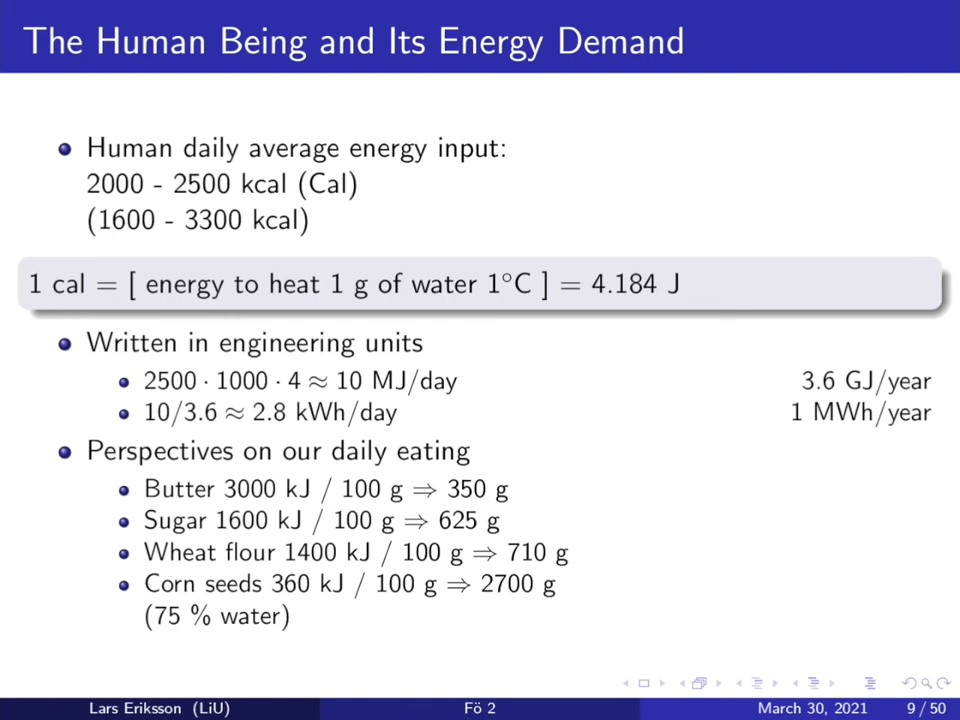 The Human Being and Its Energy Demand
Human daily average energy input:
2000 - 2500 kcal (Cal)
(1600 - 3300 kcal)
1 cal = [ energy to heat 1 g of water 1°C ] = 4.184 J
Written in engineering units
2500 · 1000 · 4 ≈ 10 MJ/day 3.6 GJ/year
10/3.6 ≈ 2.8 kWh/day 1 MWh/year
Perspectives on our daily eating
Butter 3000 kJ / 100 g ⇒ 350 g
Sugar 1600 kJ / 100 g ⇒ 625 g
Wheat flour 1400 kJ / 100 g ⇒ 710 g
Corn seeds 360 kJ / 100 g ⇒ 2700 g
(75 % water)
Lars Eriksson (LiU) Fö 2 March 30, 2021 9 / 50